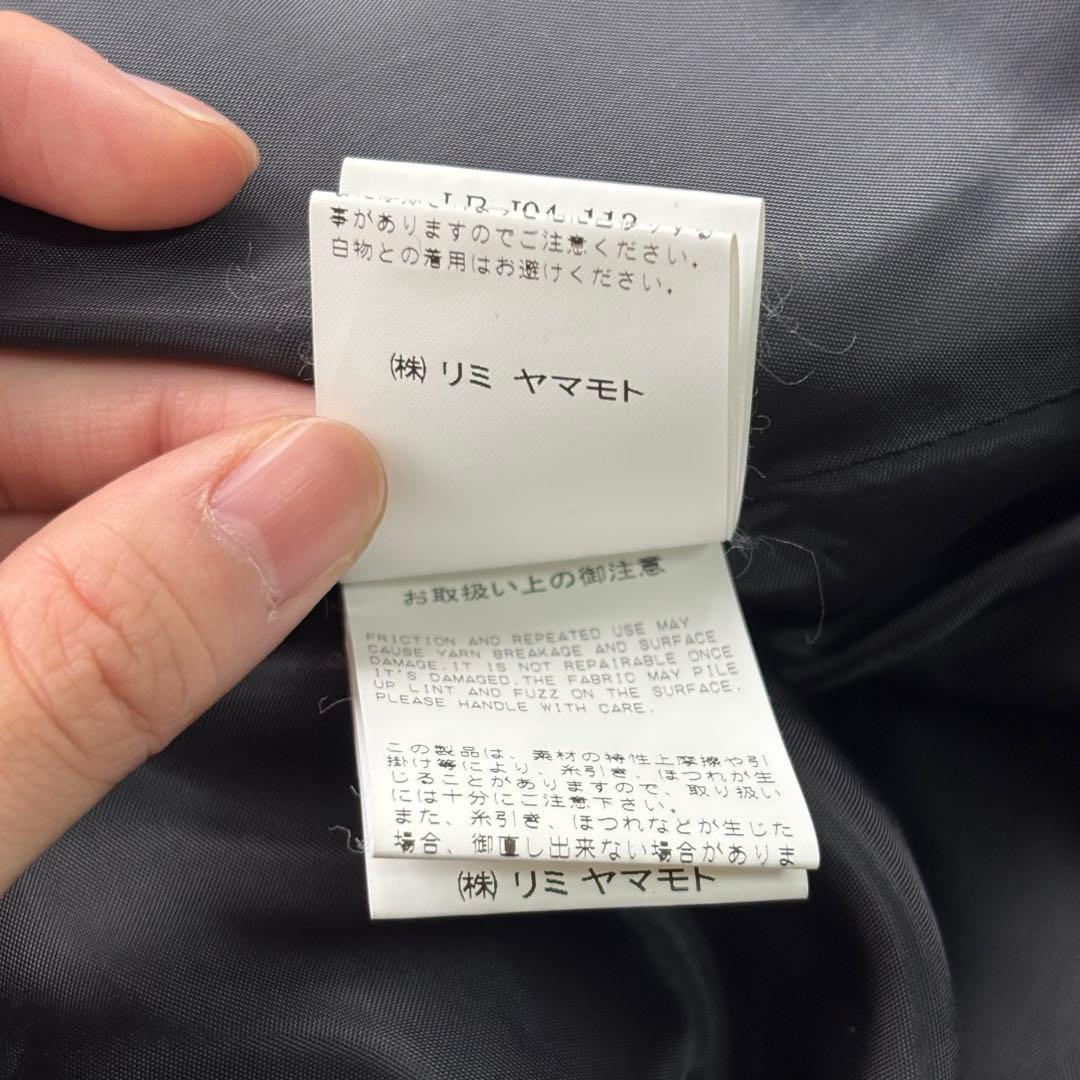 事がありますのでご注意ください.
白物との着用はお避けください.
㈱ リミ ヤマモト
お取扱い上の御注意
FRICTION AND REPEATED USE MAY
CAUSE YARN BREAKAGE AND SURFACE
DAMAGE.IT IS NOT REPAIRABLE ONCE
IT'S DAMAGED.THE FABRIC MAY PILE
UP LINT AND FUZZ ON THE SURFACE.
PLEASE HANDLE WITH CARE.
この製品は、素材の特性上摩擦や引
掛け等により、糸引き、ほつれが生
じることがありますので、取り扱い
には十分にご注意下さい。
また、糸引き、ほつれなどが生じた
場合、御直し出来ない場合がありま
㈱ リミ ヤマモト